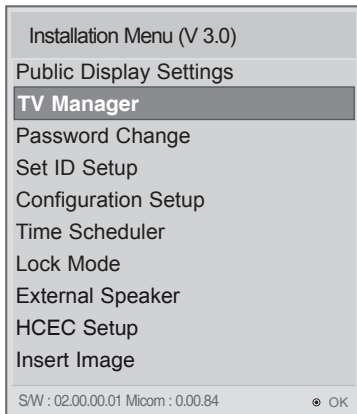 Installation Menu (V 3.0)
Public Display Settings
TV Manager
Password Change
Set ID Setup
Configuration Setup
Time Scheduler
Lock Mode
External Speaker
HCEC Setup
Insert Image
S/W : 02.00.00.01 Micom : 0.00.84 ◉ OK